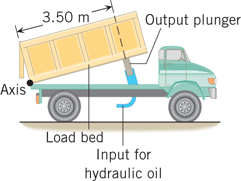 3.50 m
Output plunger
Axis
Load bed
Input for
hydraulic oil